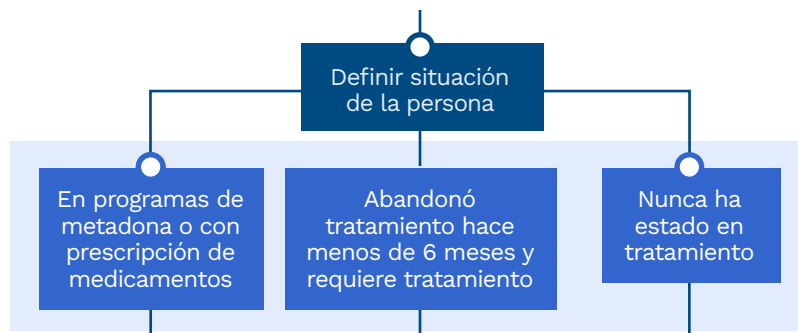 Definir situación
de la persona
En programas de
metadona o con
prescripción de
medicamentos
Abandonó
tratamiento hace
menos de 6 meses y
requiere tratamiento
Nunca ha
estado en
tratamiento